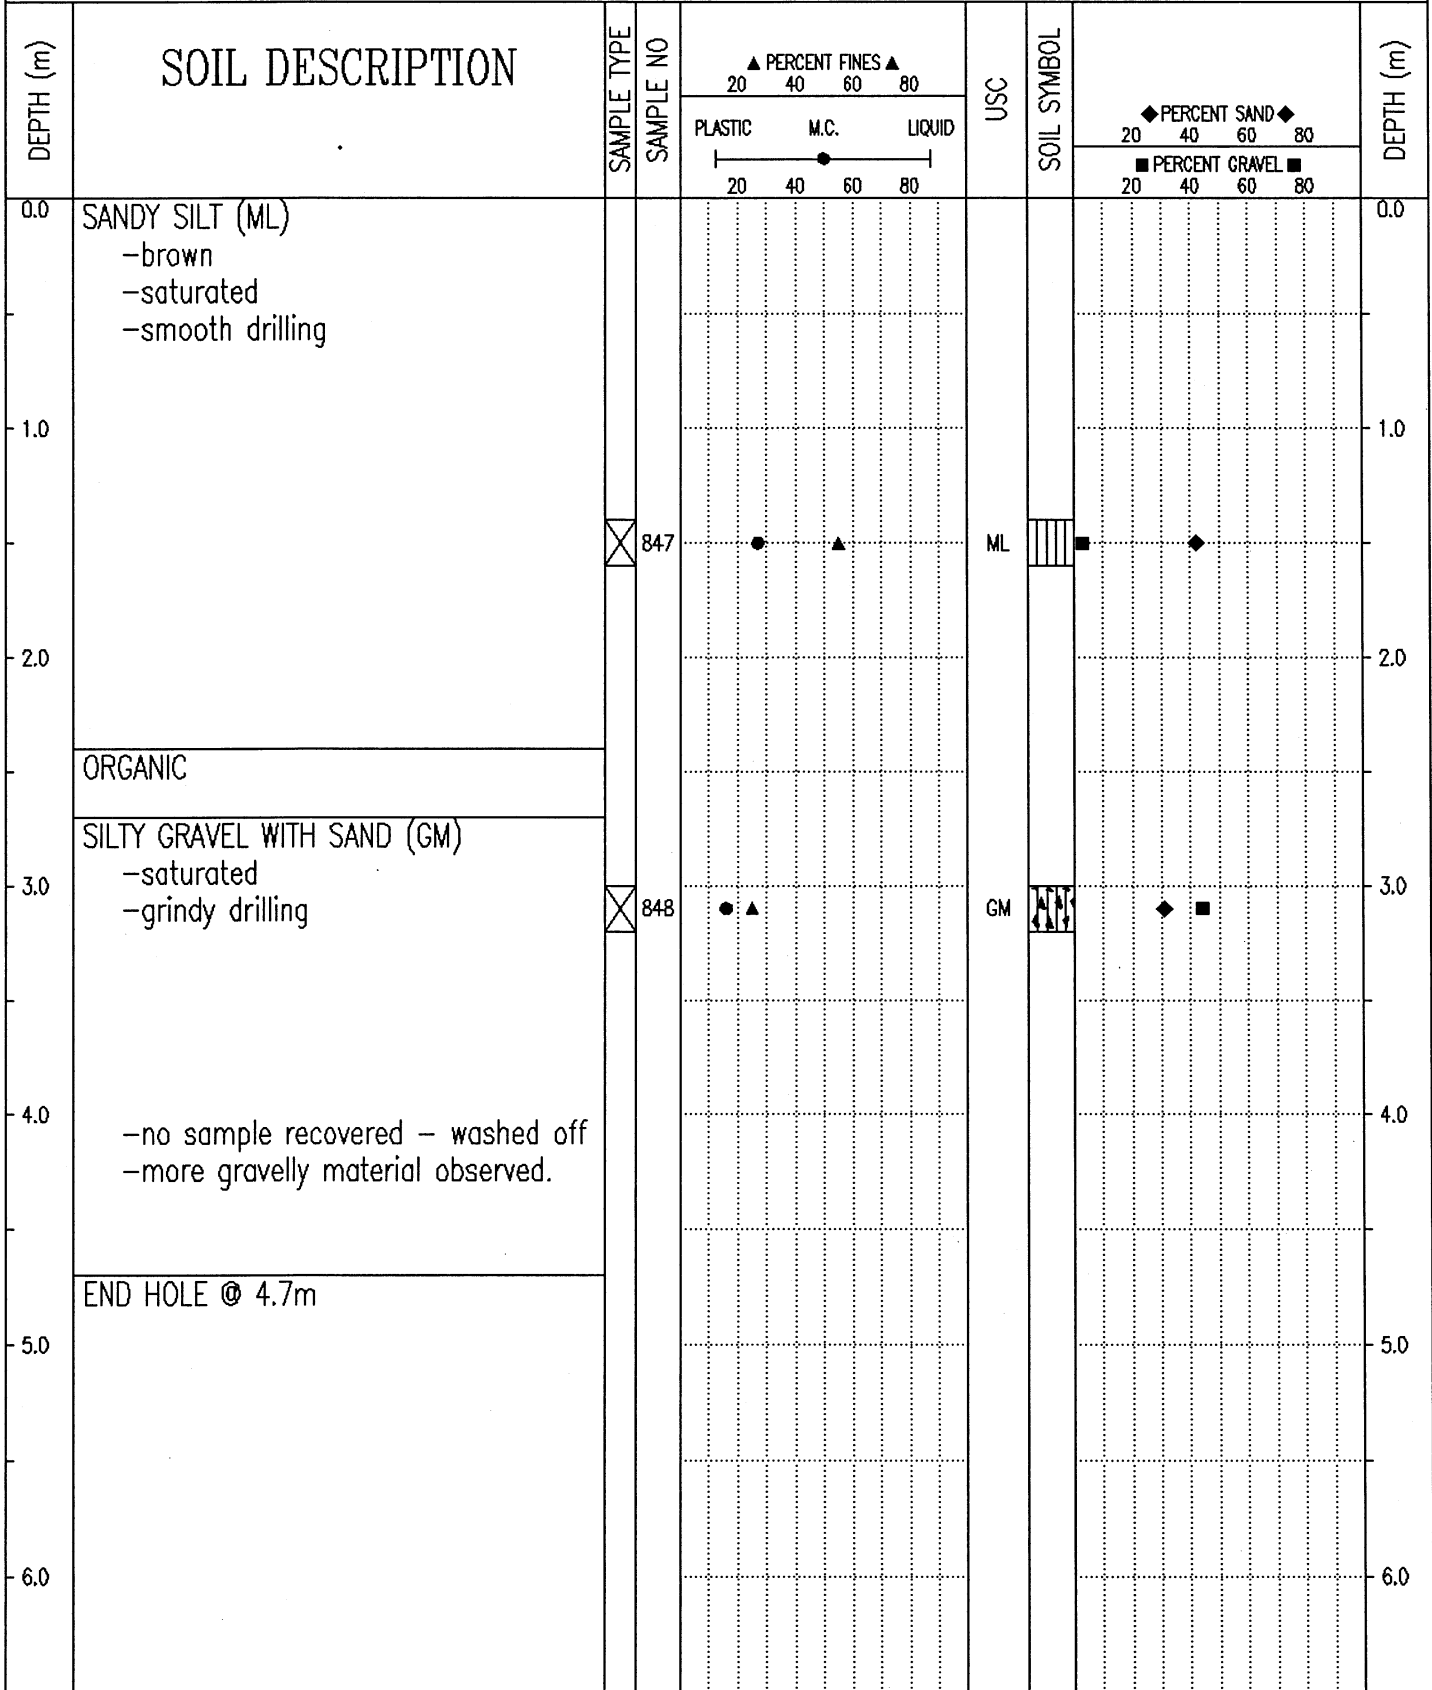 DEPTH (m)
SOIL DESCRIPTION
SAMPLE TYPE
SAMPLE NO
▲ PERCENT FINES ▲
20 40 60 80
PLASTIC M.C. LIQUID
20 40 60 80
USC
SOIL SYMBOL
◆PERCENT SAND◆
20 40 60 80
■ PERCENT GRAVEL ■
20 40 60 80
DEPTH (m)
0.0 SANDY SILT (ML) 0.0
-brown
-saturated
-smooth drilling
1.0 1.0
847 ML
2.0 2.0
ORGANIC
SILTY GRAVEL WITH SAND (GM)
-saturated
3.0 3.0
-grindy drilling 848 GM
4.0 4.0
-no sample recovered - washed off
-more gravelly material observed.
END HOLE @ 4.7m
5.0 5.0
6.0 6.0